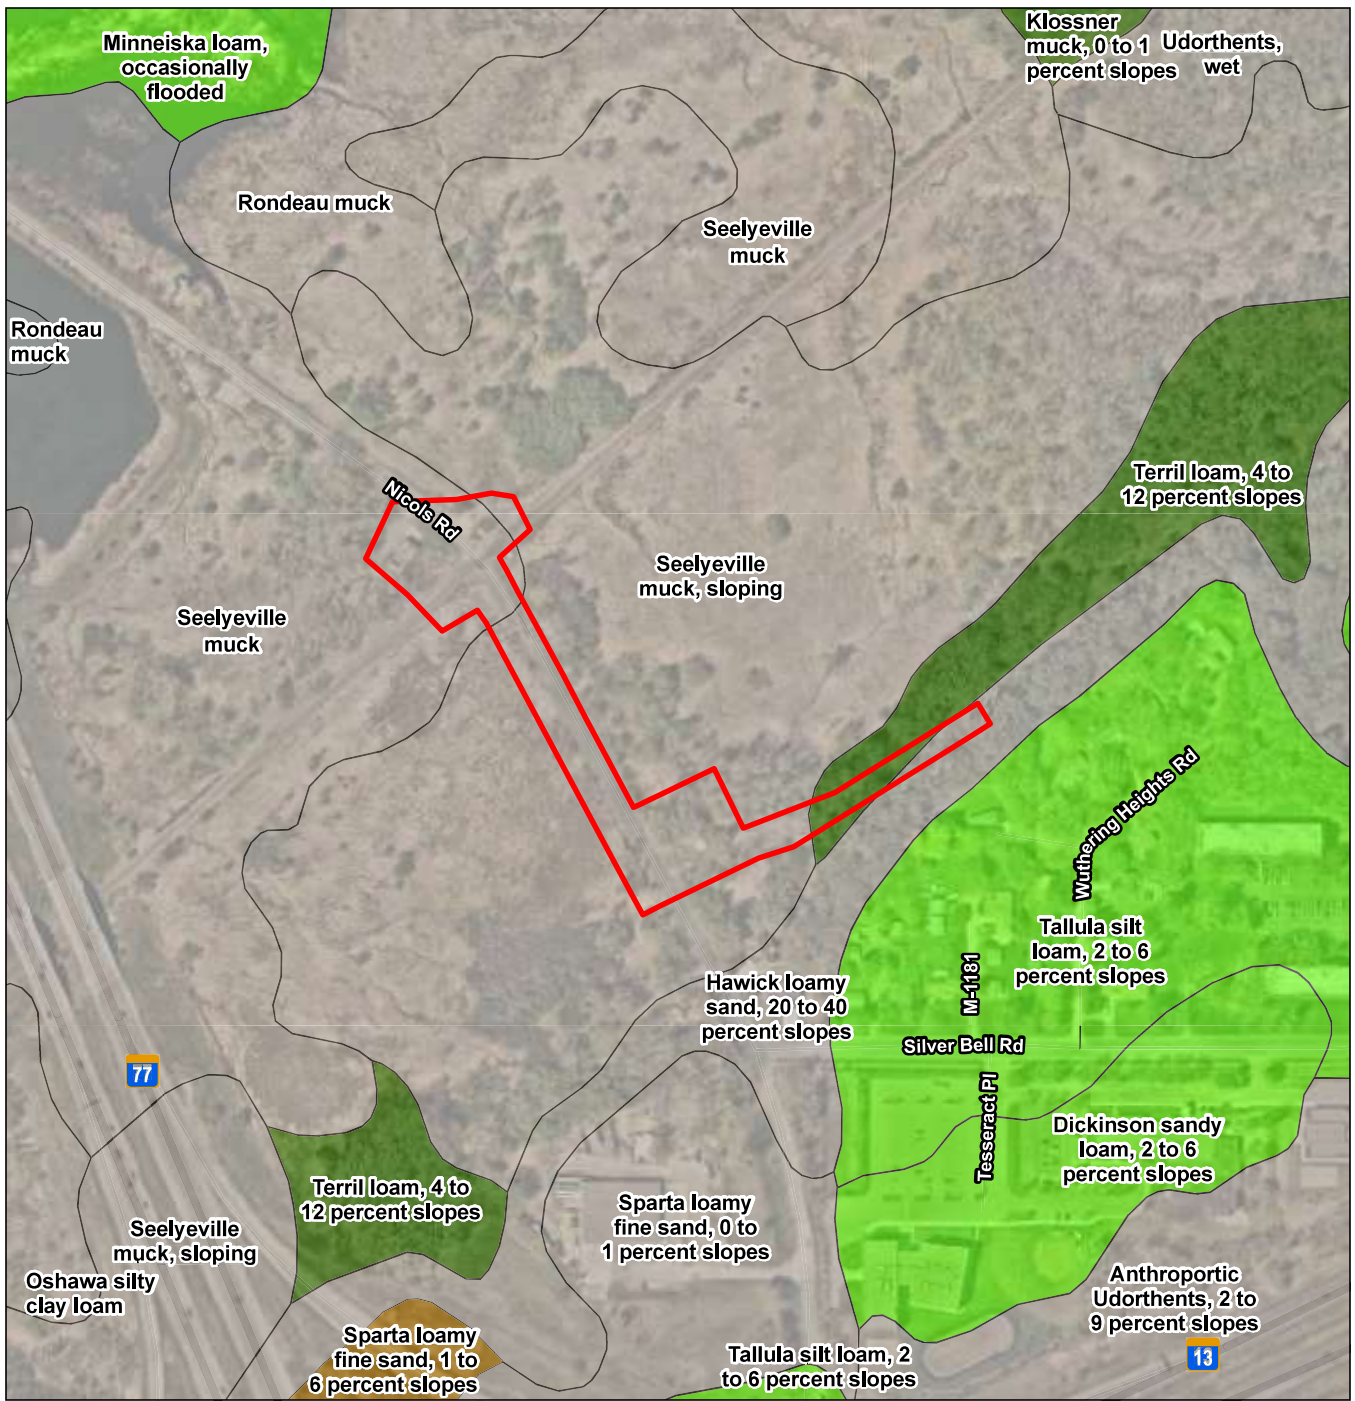 Minneiska loam,
occasionally
flooded
Klossner
muck, 0 to 1
percent slopes
Udorthents,
wet
Rondeau muck
Seelyeville
muck
Rondeau
muck
Terril loam, 4 to
12 percent slopes
Nicols Rd
Seelyeville
muck, sloping
Seelyeville
muck
Wuthering Heights Rd
Tallula silt
loam, 2 to 6
percent slopes
M-1181
Hawick loamy
sand, 20 to 40
percent slopes
Silver Bell Rd
77
Tesseract Pl
Dickinson sandy
loam, 2 to 6
percent slopes
Terril loam, 4 to
12 percent slopes
Sparta loamy
fine sand, 0 to
1 percent slopes
Seelyeville
muck, sloping
Oshawa silty
clay loam
Anthroportic
Udorthents, 2 to
9 percent slopes
13
Sparta loamy
fine sand, 1 to
6 percent slopes
Tallula silt loam, 2
to 6 percent slopes